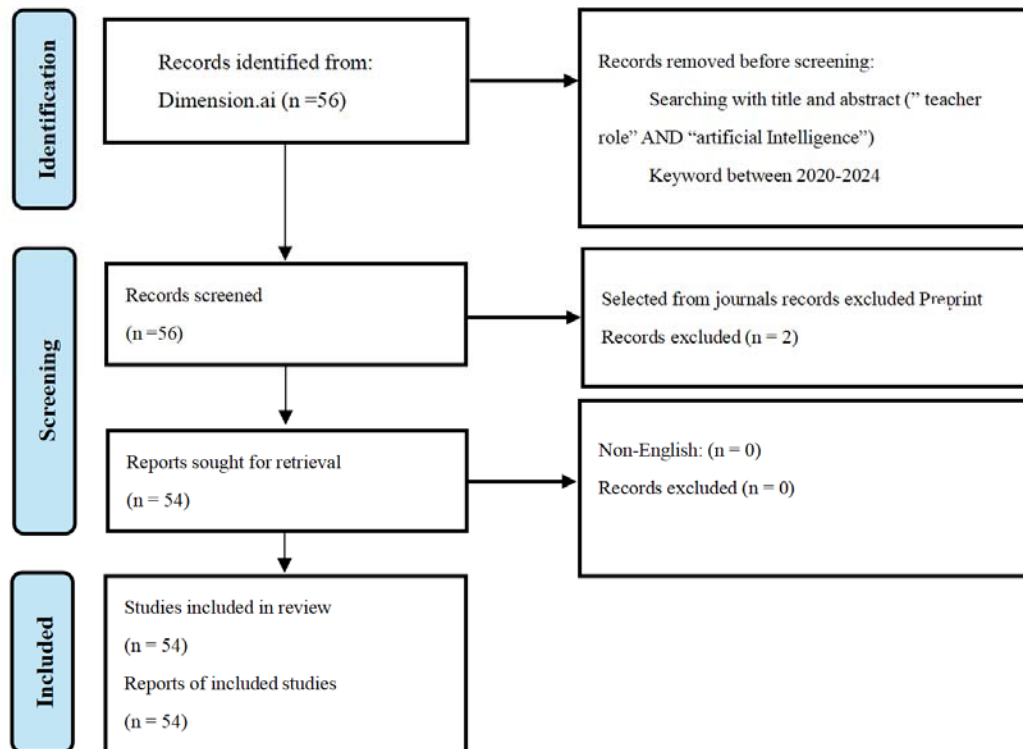 Identification
Records identified from:
Dimension.ai (n =56)
Records removed before screening:
Searching with title and abstract (” teacher
role” AND “artificial Intelligence”)
Keyword between 2020-2024
Screening
Records screened
(n =56)
Selected from journals records excluded Preprint
Records excluded (n = 2)
Reports sought for retrieval
(n = 54)
Non-English: (n = 0)
Records excluded (n = 0)
Included
Studies included in review
(n = 54)
Reports of included studies
(n = 54)